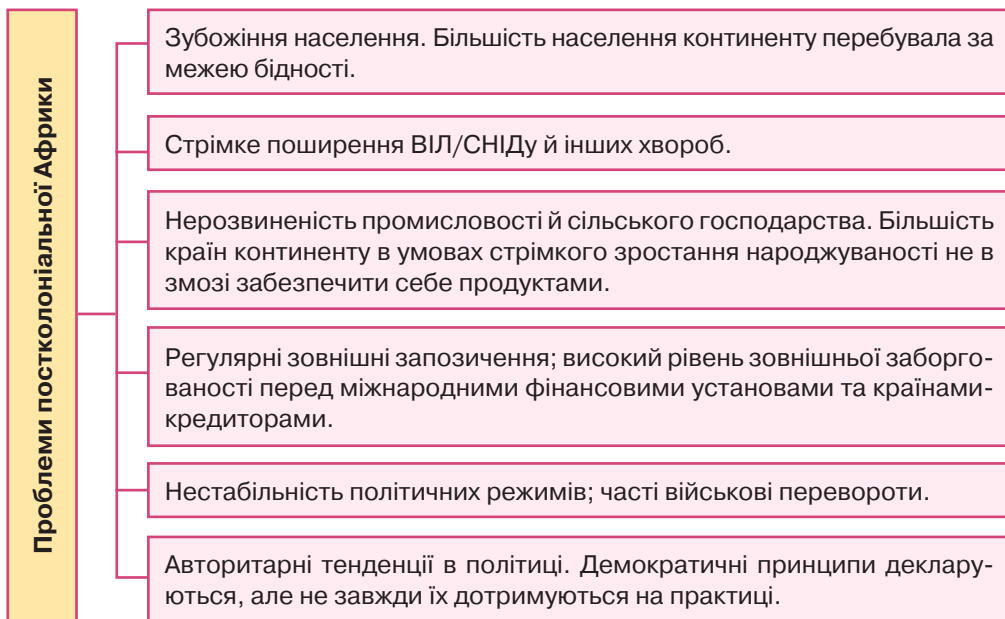 Проблеми постколоніальної Африки
Зубожіння населення. Більшість населення континенту перебувала за
межею бідності.
Стрімке поширення ВІЛ/СНІДу й інших хвороб.
Нерозвиненість промисловості й сільського господарства. Більшість
країн континенту в умовах стрімкого зростання народжуваності не в
змозі забезпечити себе продуктами.
Регулярні зовнішні запозичення; високий рівень зовнішньої заборго-
ваності перед міжнародними фінансовими установами та країнами-
кредиторами.
Нестабільність політичних режимів; часті військові перевороти.
Авторитарні тенденції в політиці. Демократичні принципи деклару-
ються, але не завжди їх дотримуються на практиці.